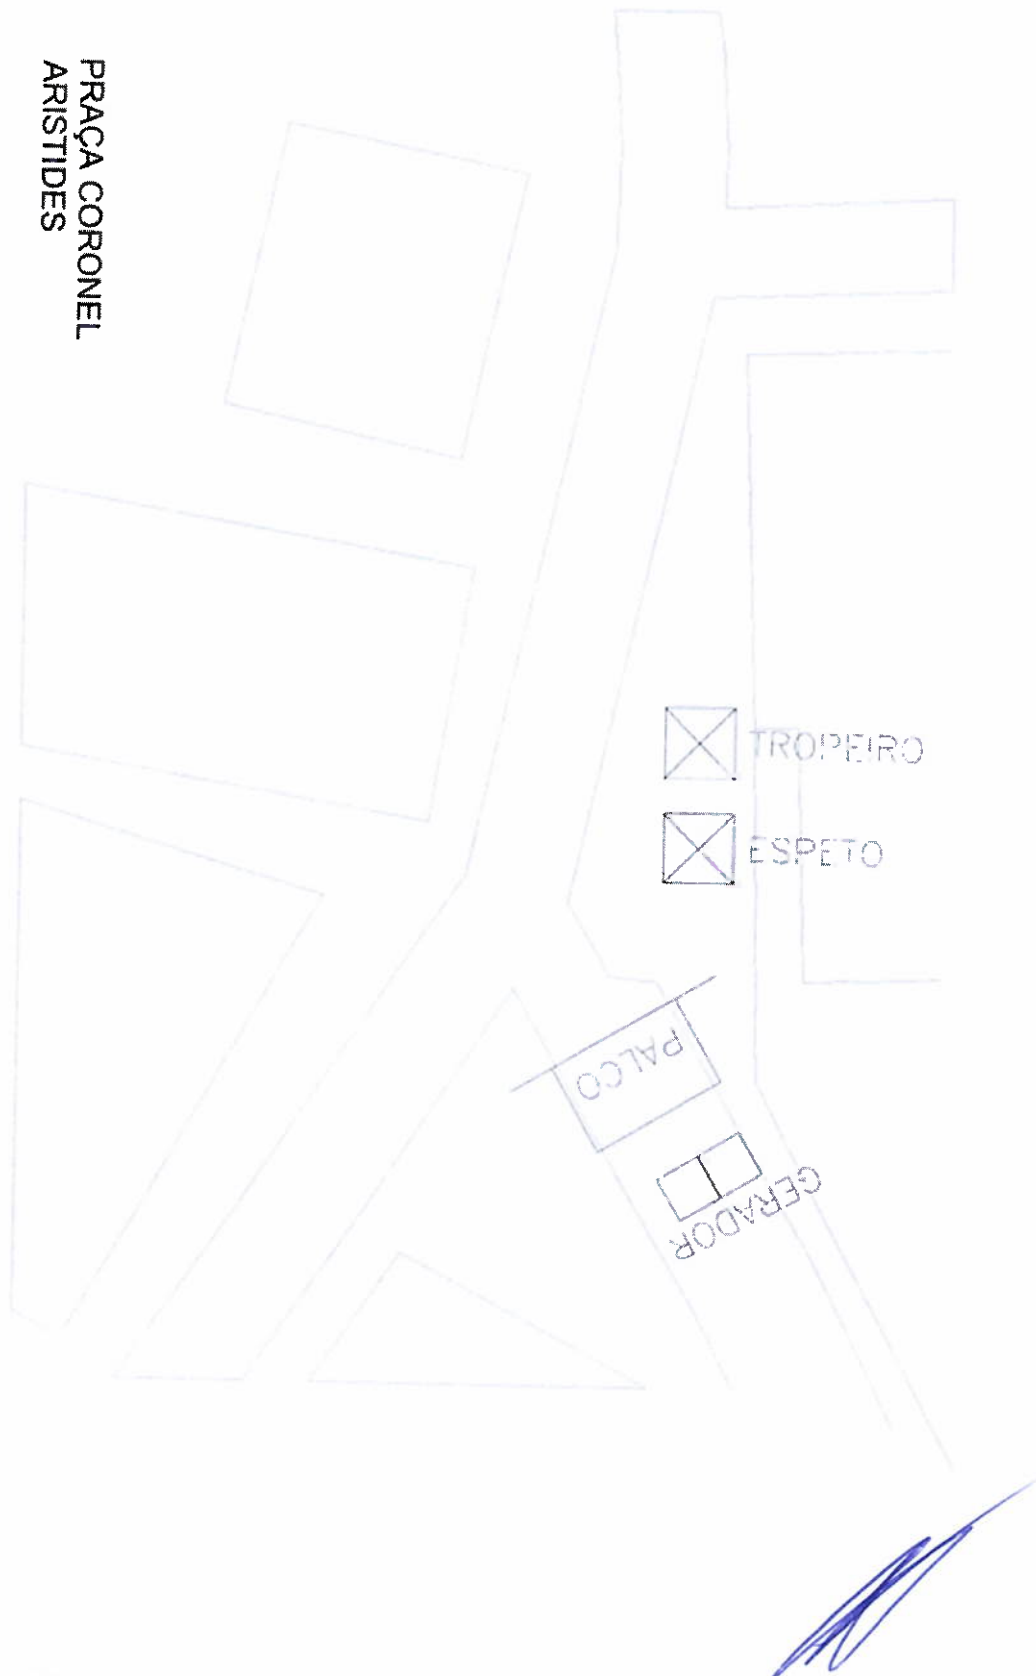 PRAÇA CORONEL
ARISTIDES
TROPEIRO
ESPETO
PALCO
GERADOR